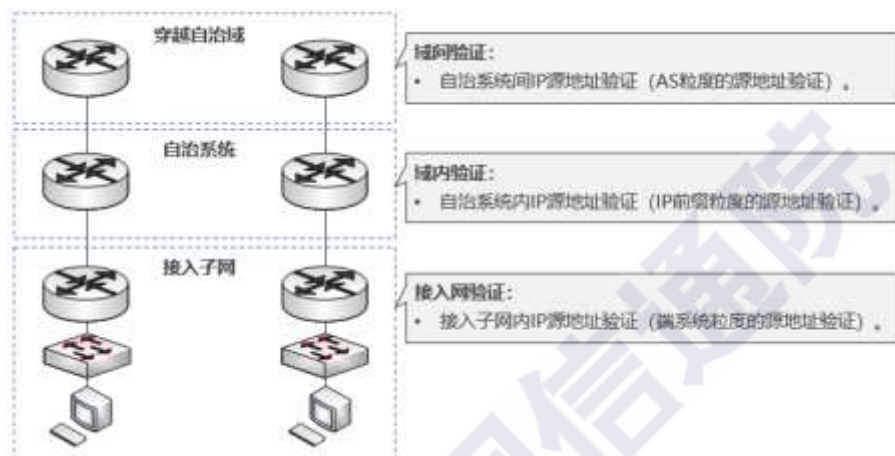 穿越自治域
域间验证：
• 自治系统间IP源地址验证（AS粒度的源地址验证）。
自治系统
域内验证：
• 自治系统内IP源地址验证（IP前缀粒度的源地址验证）。
接入子网
接入网验证：
• 接入子网内IP源地址验证（端系统粒度的源地址验证）。
信通院